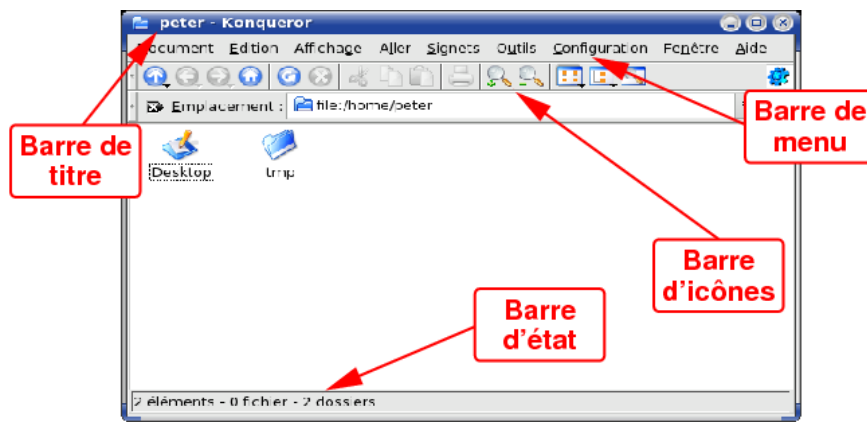 peter - Konqueror
Document Edition Affichage Aller Signets Outils Configuration Fenêtre Aide
Emplacement : file:/home/peter
Barre de
titre
Barre de
menu
Desktop
tmp
Barre
d'icônes
Barre
d'état
2 éléments - 0 fichier - 2 dossiers